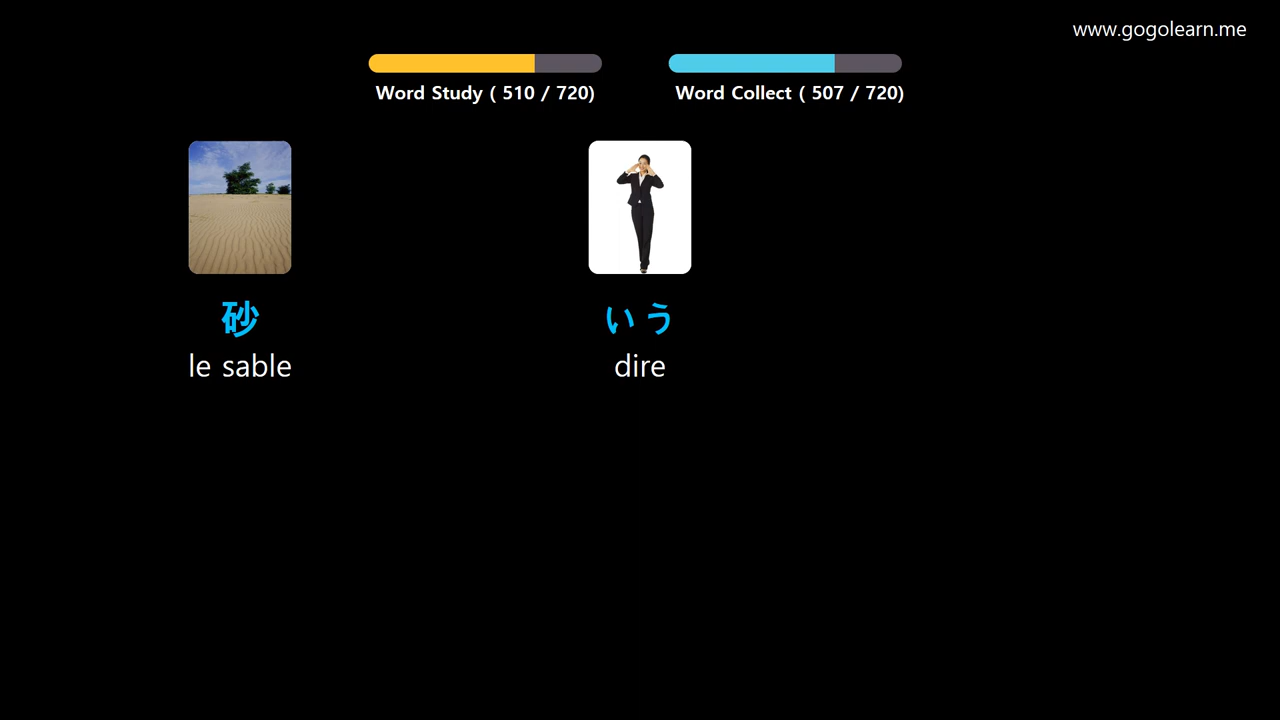 www.gogolearn.me
Word Study ( 510 / 720)
Word Collect ( 507 / 720)
砂
いう
le sable
dire